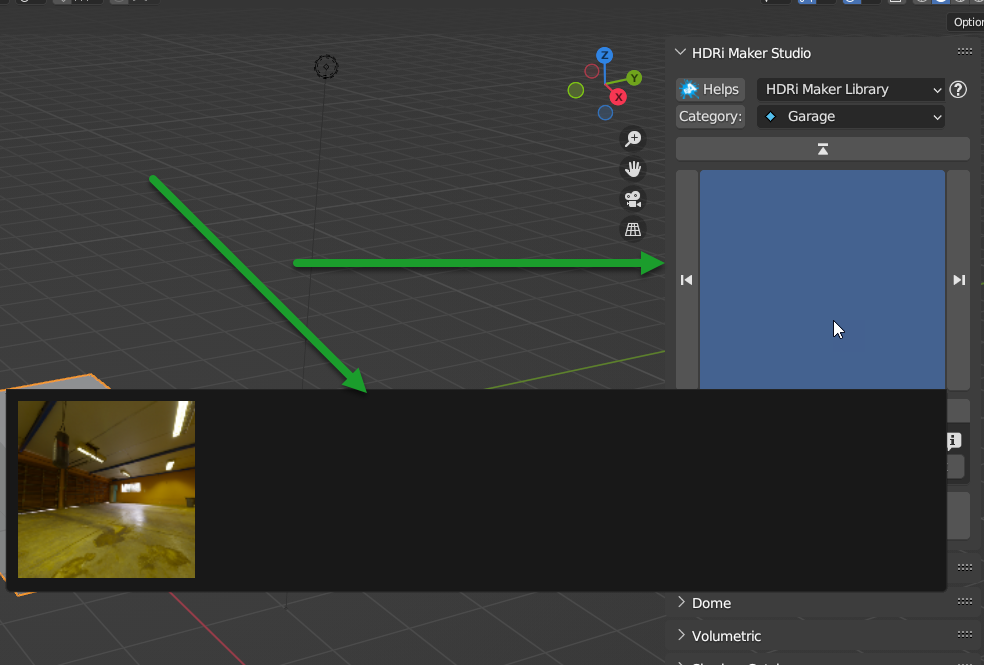 Option
HDRi Maker Studio
Z
Y
X
Helps
HDRi Maker Library
?
Category:
Garage
i
Dome
Volumetric